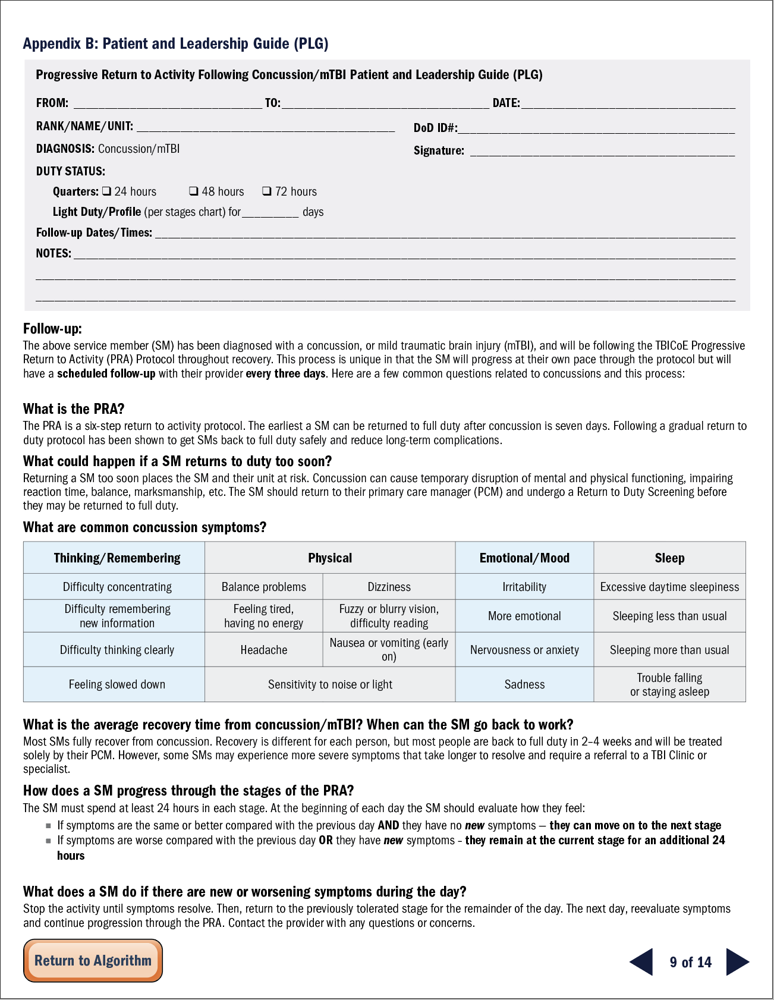 Appendix B: Patient and Leadership Guide (PLG)
Progressive Return to Activity Following Concussion/mTBI Patient and Leadership Guide (PLG)
FROM: ______________________________ TO:_________________________________ DATE:__________________________________
RANK/NAME/UNIT: _________________________________________ DoD ID#:____________________________________________
DIAGNOSIS: Concussion/mTBI
Signature: __________________________________________
DUTY STATUS:
Quarters: ❏ 24 hours ❏ 48 hours ❏ 72 hours
Light Duty/Profile (per stages chart) for_________ days
Follow-up Dates/Times: ____________________________________________________________________________________________
NOTES: _________________________________________________________________________________________________________
_______________________________________________________________________________________________________________
_______________________________________________________________________________________________________________
Follow-up:
The above service member (SM) has been diagnosed with a concussion, or mild traumatic brain injury (mTBI), and will be following the TBICoE Progressive
Return to Activity (PRA) Protocol throughout recovery. This process is unique in that the SM will progress at their own pace through the protocol but will
have a scheduled follow-up with their provider every three days. Here are a few common questions related to concussions and this process:
What is the PRA?
The PRA is a six-step return to activity protocol. The earliest a SM can be returned to full duty after concussion is seven days. Following a gradual return to
duty protocol has been shown to get SMs back to full duty safely and reduce long-term complications.
What could happen if a SM returns to duty too soon?
Returning a SM too soon places the SM and their unit at risk. Concussion can cause temporary disruption of mental and physical functioning, impairing
reaction time, balance, marksmanship, etc. The SM should return to their primary care manager (PCM) and undergo a Return to Duty Screening before
they may be returned to full duty.
What are common concussion symptoms?
Thinking/Remembering Physical Emotional/Mood Sleep
Difficulty concentrating Balance problems Dizziness Irritability Excessive daytime sleepiness
Difficulty remembering
new information
Feeling tired,
having no energy
Fuzzy or blurry vision,
difficulty reading
More emotional
Sleeping less than usual
Difficulty thinking clearly
Headache
Nausea or vomiting (early
on)
Nervousness or anxiety
Sleeping more than usual
Feeling slowed down
Sensitivity to noise or light
Sadness
Trouble falling
or staying asleep
What is the average recovery time from concussion/mTBI? When can the SM go back to work?
Most SMs fully recover from concussion. Recovery is different for each person, but most people are back to full duty in 2–4 weeks and will be treated
solely by their PCM. However, some SMs may experience more severe symptoms that take longer to resolve and require a referral to a TBI Clinic or
specialist.
How does a SM progress through the stages of the PRA?
The SM must spend at least 24 hours in each stage. At the beginning of each day the SM should evaluate how they feel:
▪ If symptoms are the same or better compared with the previous day AND they have no new symptoms — they can move on to the next stage
▪ If symptoms are worse compared with the previous day OR they have new symptoms - they remain at the current stage for an additional 24
hours
What does a SM do if there are new or worsening symptoms during the day?
Stop the activity until symptoms resolve. Then, return to the previously tolerated stage for the remainder of the day. The next day, reevaluate symptoms
and continue progression through the PRA. Contact the provider with any questions or concerns.
Return to Algorithm
9 of 14